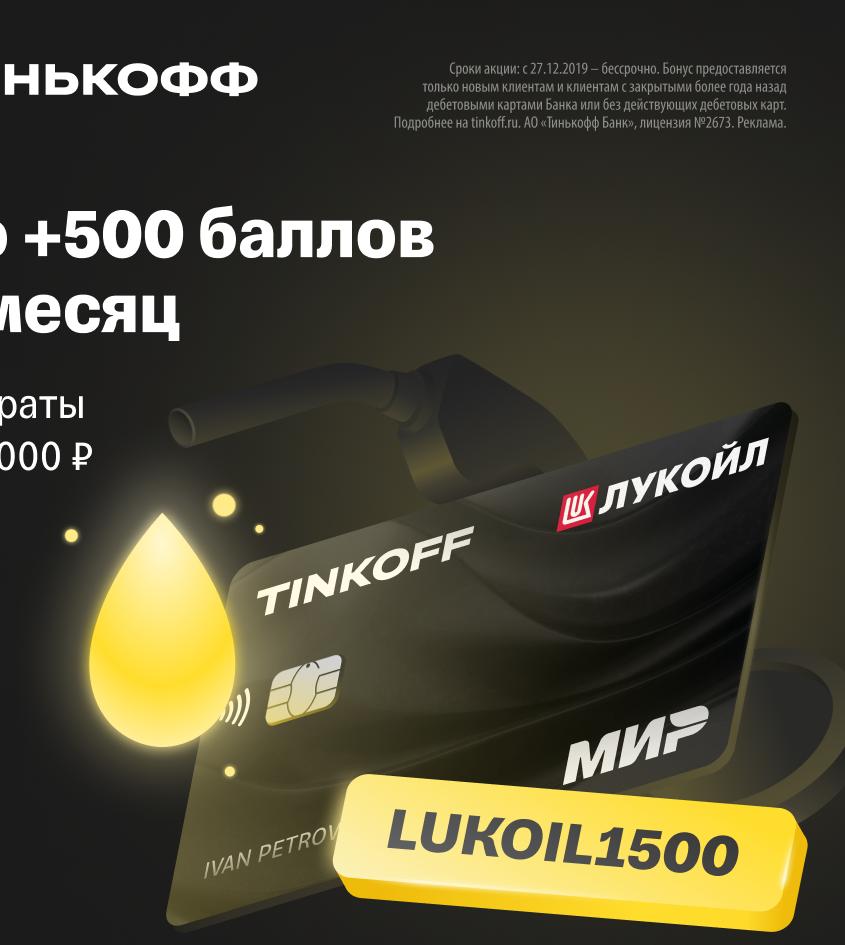 НЬКОФФ
Сроки акции: с 27.12.2019 – бессрочно. Бонус предоставляется
только новым клиентам и клиентам с закрытыми более года назад
дебетовыми картами Банка или без действующих дебетовых карт.
Подробнее на tinkoff.ru. АО «Тинькофф Банк», лицензия №2673. Реклама.
о +500 баллов
месяц
раты
000 ₽
LUK ЛУКОЙЛ
TINKOFF
МИР
IVAN PETROV
LUKOIL1500